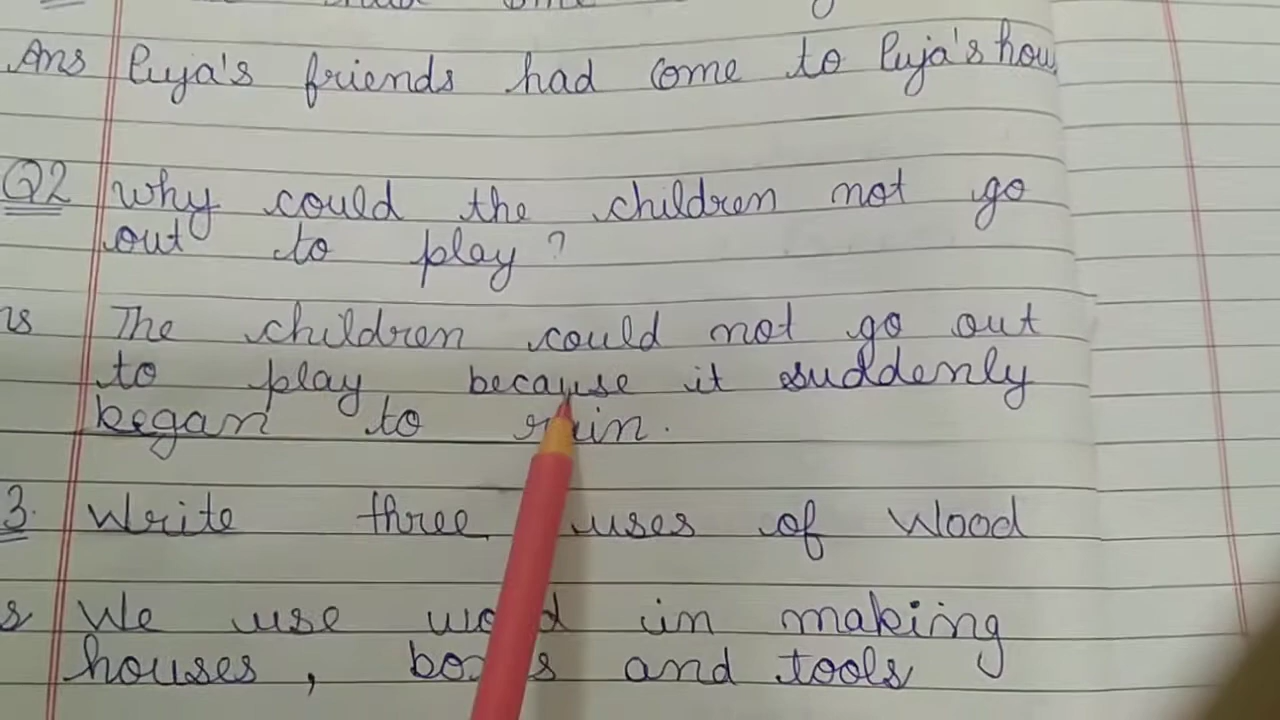 Ans Puja's friends had come to Puja's hou
Q2 Why could the children not go
out to play?
The children could not go out
to play because it suddenly
began to rain.
3. Write three uses of Wood
We use wood in making
houses, and tools